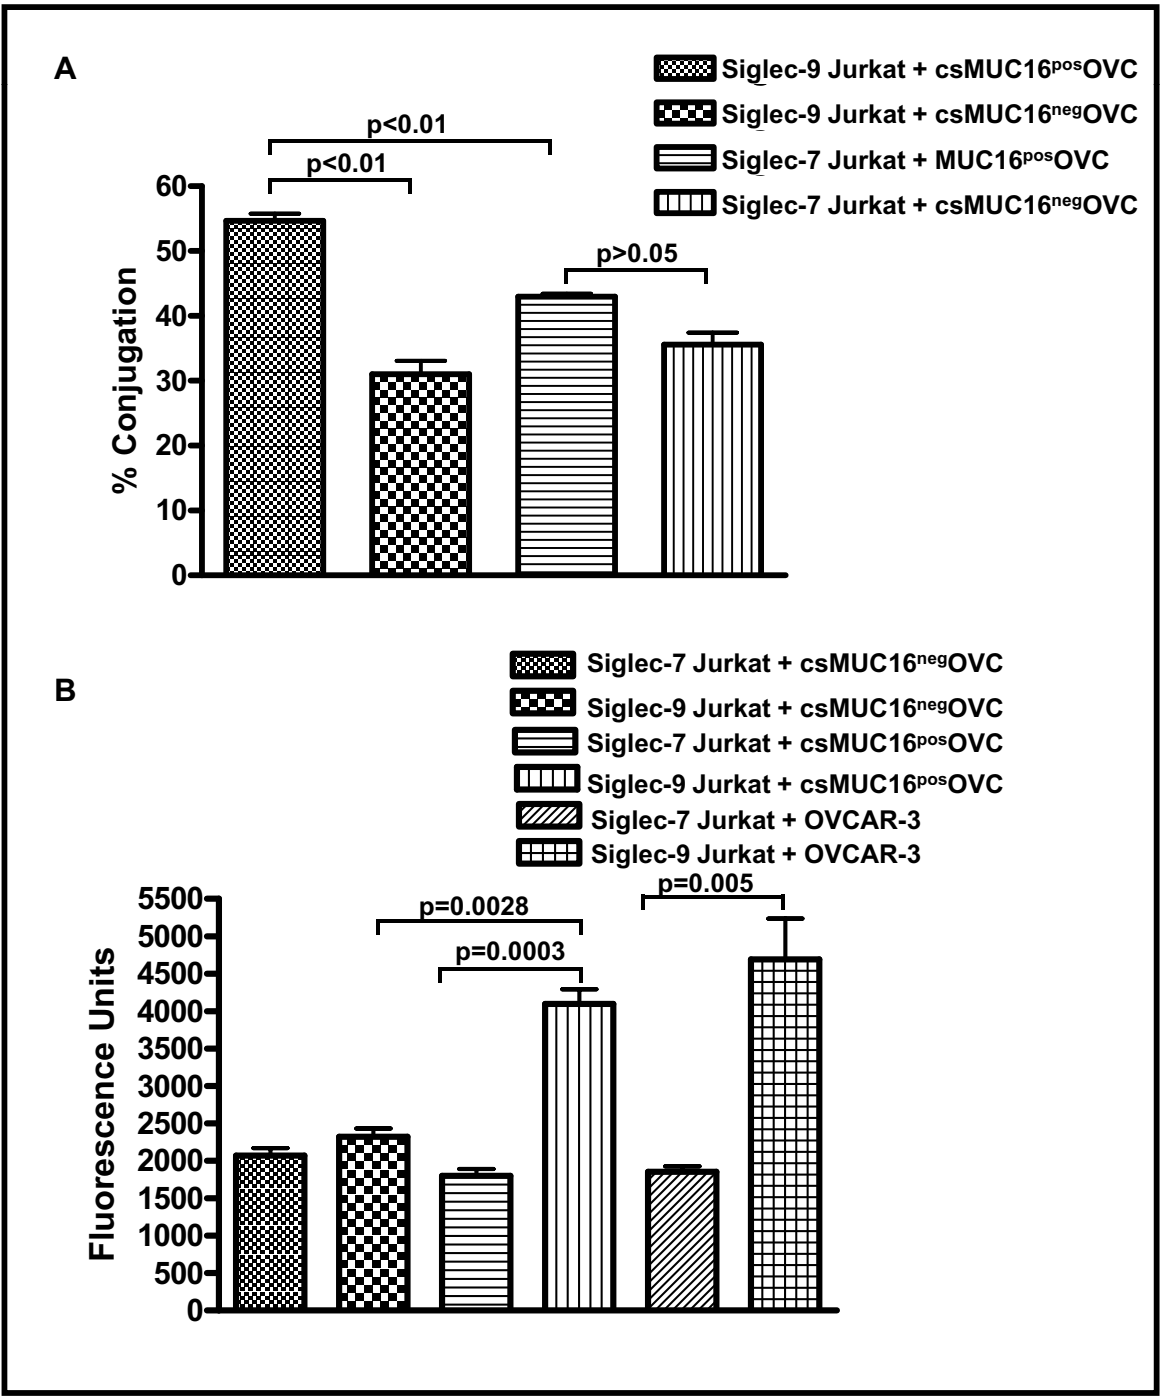 A
Siglec-9 Jurkat + csMUC16posOVC
Siglec-9 Jurkat + csMUC16negOVC
Siglec-7 Jurkat + MUC16posOVC
Siglec-7 Jurkat + csMUC16negOVC
p<0.01
p<0.01
p>0.05
% Conjugation
60
50
40
30
20
10
0
B
Siglec-7 Jurkat + csMUC16negOVC
Siglec-9 Jurkat + csMUC16negOVC
Siglec-7 Jurkat + csMUC16posOVC
Siglec-9 Jurkat + csMUC16posOVC
Siglec-7 Jurkat + OVCAR-3
Siglec-9 Jurkat + OVCAR-3
p=0.005
p=0.0028
p=0.0003
Fluorescence Units
5500
5000
4500
4000
3500
3000
2500
2000
1500
1000
500
0